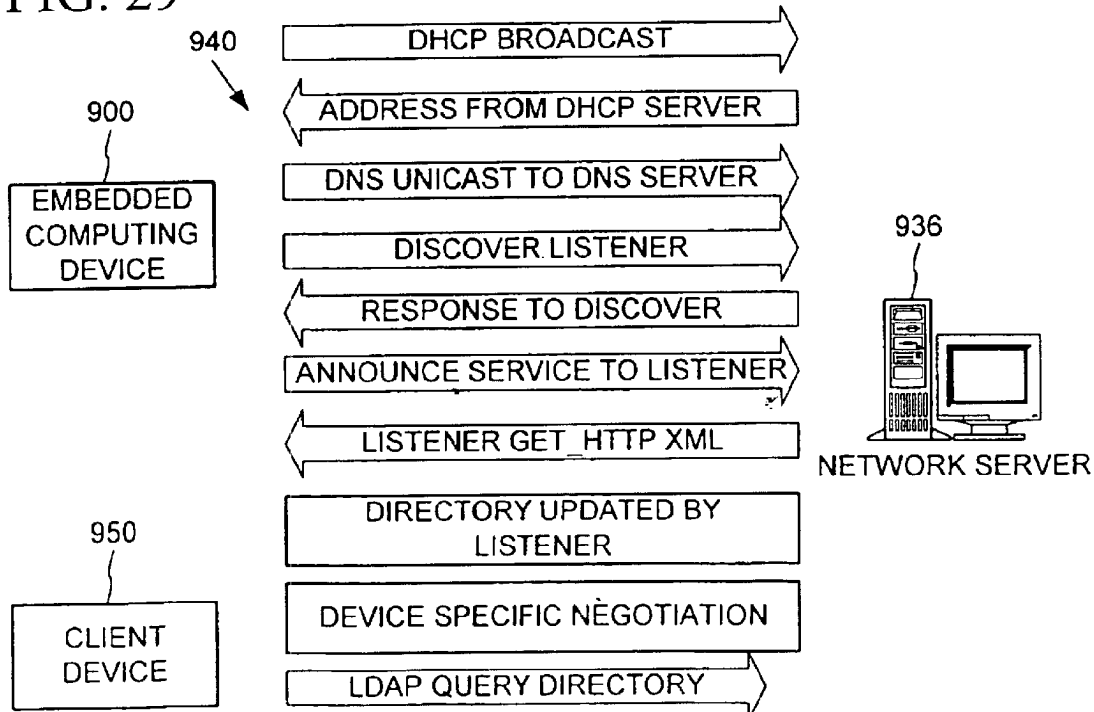 FIG. 29
940
DHCP BROADCAST
ADDRESS FROM DHCP SERVER
900
EMBEDDED
COMPUTING
DEVICE
DNS UNICAST TO DNS SERVER
DISCOVER LISTENER
RESPONSE TO DISCOVER
ANNOUNCE SERVICE TO LISTENER
LISTENER GET_HTTP XML
936
NETWORK SERVER
DIRECTORY UPDATED BY
LISTENER
DEVICE SPECIFIC NEGOTIATION
950
CLIENT
DEVICE
LDAP QUERY DIRECTORY